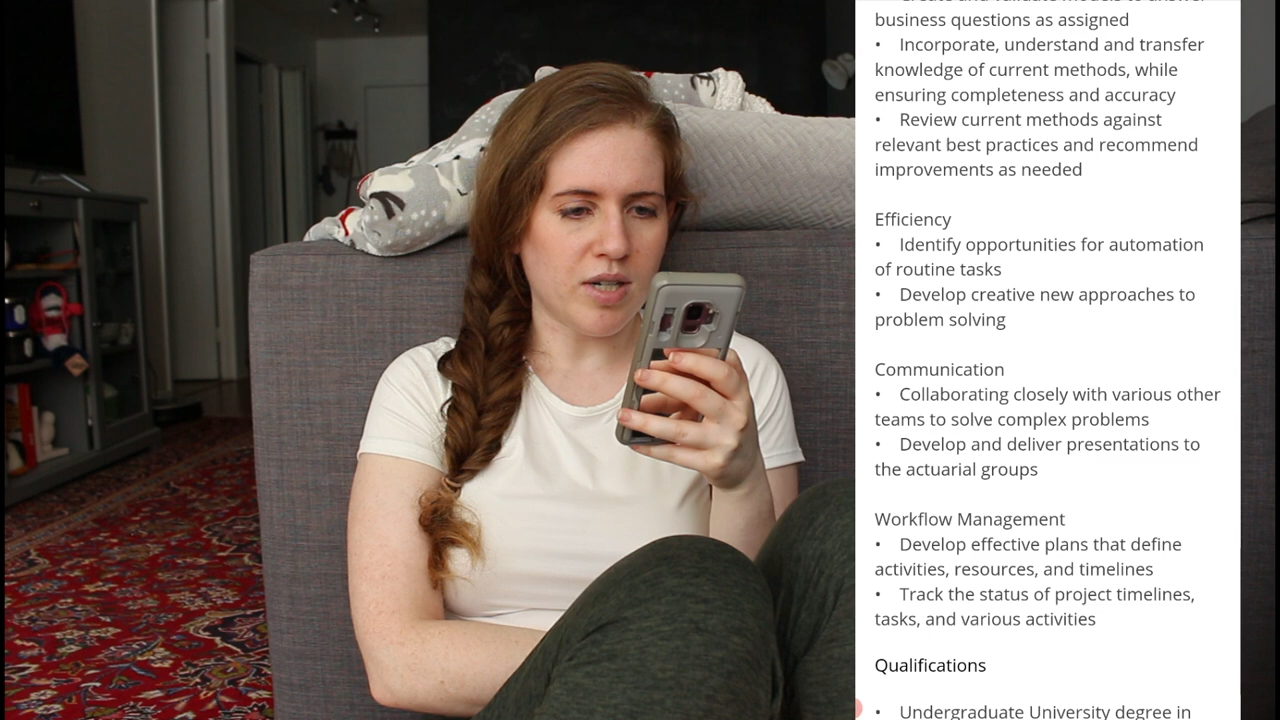 business questions as assigned
• Incorporate, understand and transfer
knowledge of current methods, while
ensuring completeness and accuracy
• Review current methods against
relevant best practices and recommend
improvements as needed
Efficiency
• Identify opportunities for automation
of routine tasks
• Develop creative new approaches to
problem solving
Communication
• Collaborating closely with various other
teams to solve complex problems
• Develop and deliver presentations to
the actuarial groups
Workflow Management
• Develop effective plans that define
activities, resources, and timelines
• Track the status of project timelines,
tasks, and various activities
Qualifications
• Undergraduate University degree in